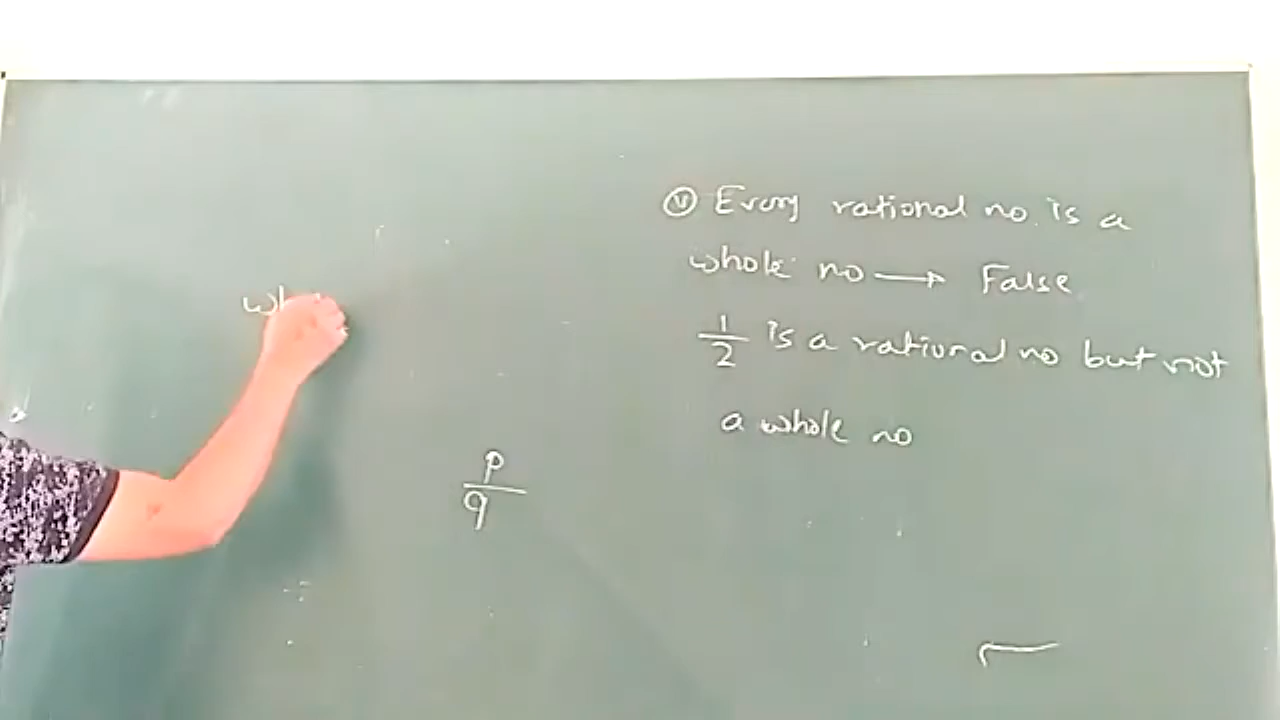 (v) Every rational no. is a
whole no → False
1/2 is a rational no but not
a whole no
p/q